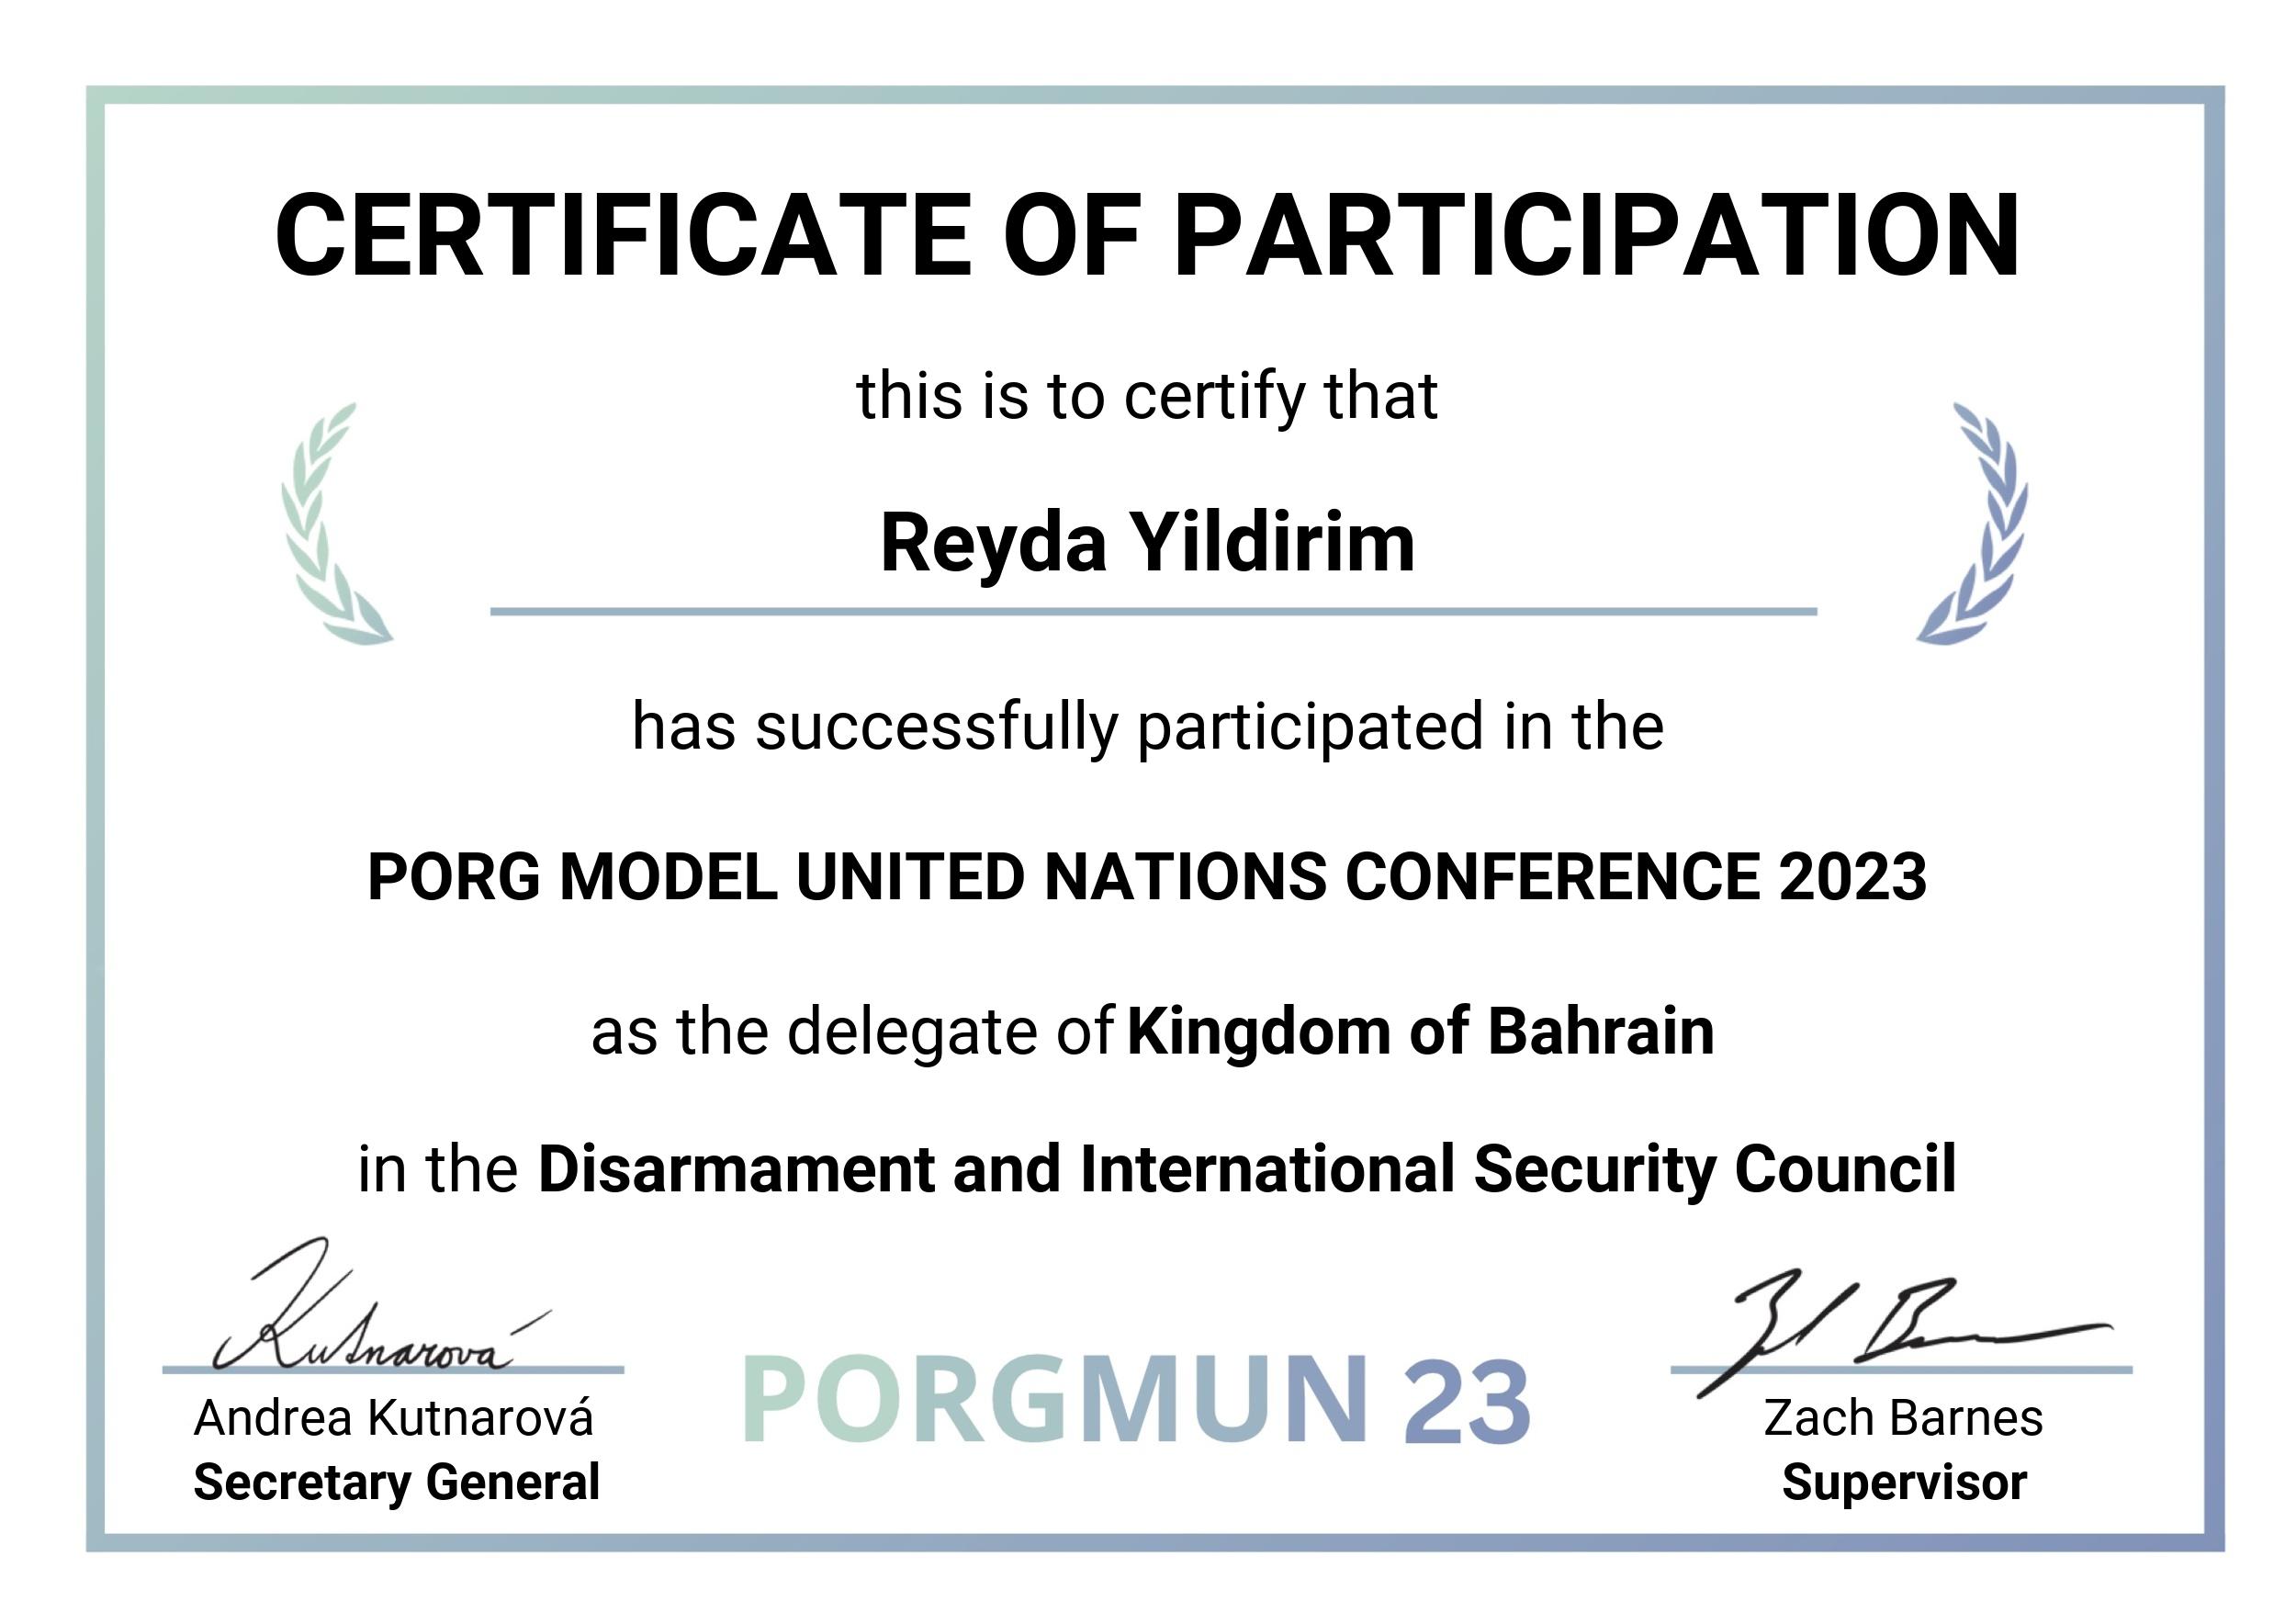 CERTIFICATE OF PARTICIPATION
this is to certify that
Reyda Yildirim
has successfully participated in the
PORG MODEL UNITED NATIONS CONFERENCE 2023
as the delegate of Kingdom of Bahrain
in the Disarmament and International Security Council
Kutnarová
Andrea Kutnarová
Secretary General
PORGMUN 23
Zach Barnes
Supervisor